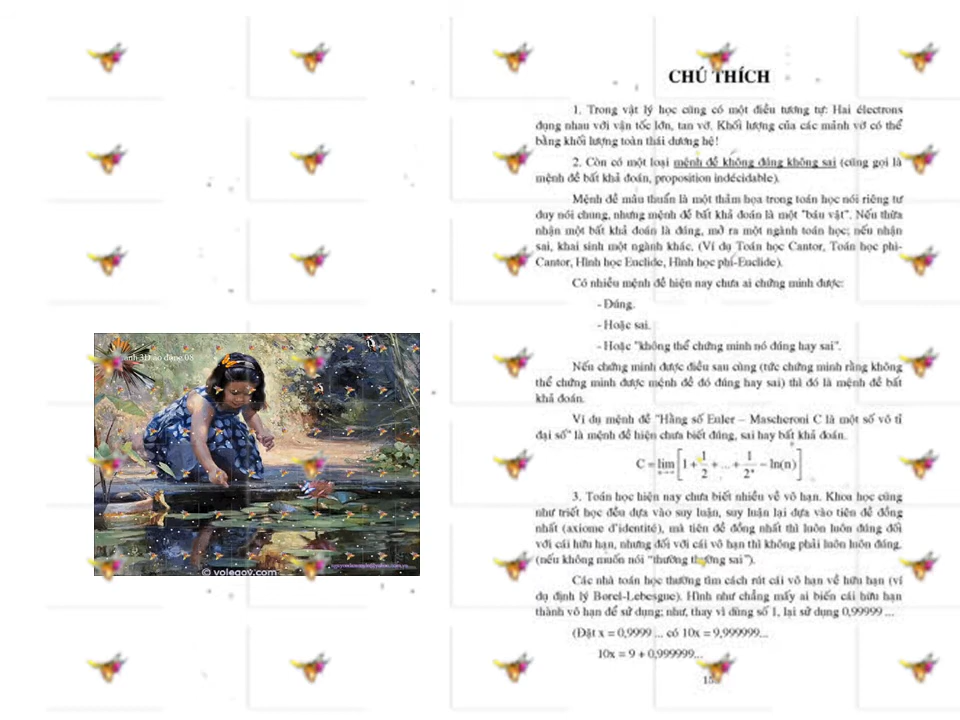 ảnh 3D áo động 08
© volegov.com
CHÚ THÍCH
1. Trong vật lý học cũng có một điều tương tự: Hai électrons
đụng nhau với vận tốc lớn, tan vỡ. Khối lượng của các mảnh vỡ có thể
bằng khối lượng toàn thái dương hệ!
2. Còn có một loại mệnh đề không đúng không sai (cũng gọi là
mệnh đề bất khả đoán, proposition indécidable).
Mệnh đề mâu thuẫn là một thảm họa trong toán học nói riêng tư
duy nói chung, nhưng mệnh đề bất khả đoán là một "báu vật". Nếu thừa
nhận một bất khả đoán là đúng, mở ra một ngành toán học; nếu nhận
sai, khai sinh một ngành khác. (Ví dụ Toán học Cantor, Toán học phi-
Cantor, Hình học Euclide, Hình học phi-Euclide).
Có nhiều mệnh đề hiện nay chưa ai chứng minh được:
- Đúng.
- Hoặc sai.
- Hoặc "không thể chứng minh nó đúng hay sai".
Nếu chứng minh được điều sau cùng (tức chứng minh rằng không
thể chứng minh được mệnh đề đó đúng hay sai) thì đó là mệnh đề bất
khả đoán.
Ví dụ mệnh đề "Hằng số Euler – Mascheroni C là một số vô tỉ
đại số" là mệnh đề hiện chưa biết đúng, sai hay bất khả đoán.
C = lim [1 + 1/2 + ... + 1/2ⁿ − ln(n)]
3. Toán học hiện nay chưa biết nhiều về vô hạn. Khoa học cũng
như triết học đều dựa vào suy luận, suy luận lại dựa vào tiên đề đồng
nhất (axiome d'identité), mà tiên đề đồng nhất thì luôn luôn đúng đối
với cái hữu hạn, nhưng đối với cái vô hạn thì không phải luôn luôn đúng.
(nếu không muốn nói "thường thường sai").
Các nhà toán học thường tìm cách rút cái vô hạn về hữu hạn (ví
dụ định lý Borel-Lebesgue). Hình như chẳng mấy ai biến cái hữu hạn
thành vô hạn để sử dụng; như, thay vì dùng số 1, lại sử dụng 0,99999 ...
(Đặt x = 0,9999 ... có 10x = 9,999999...
10x = 9 + 0,999999...